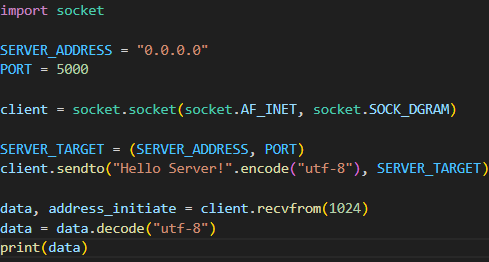 import socket
SERVER_ADDRESS = "0.0.0.0"
PORT = 5000
client = socket.socket(socket.AF_INET, socket.SOCK_DGRAM)
SERVER_TARGET = (SERVER_ADDRESS, PORT)
client.sendto("Hello Server!".encode("utf-8"), SERVER_TARGET)
data, address_initiate = client.recvfrom(1024)
data = data.decode("utf-8")
print(data)